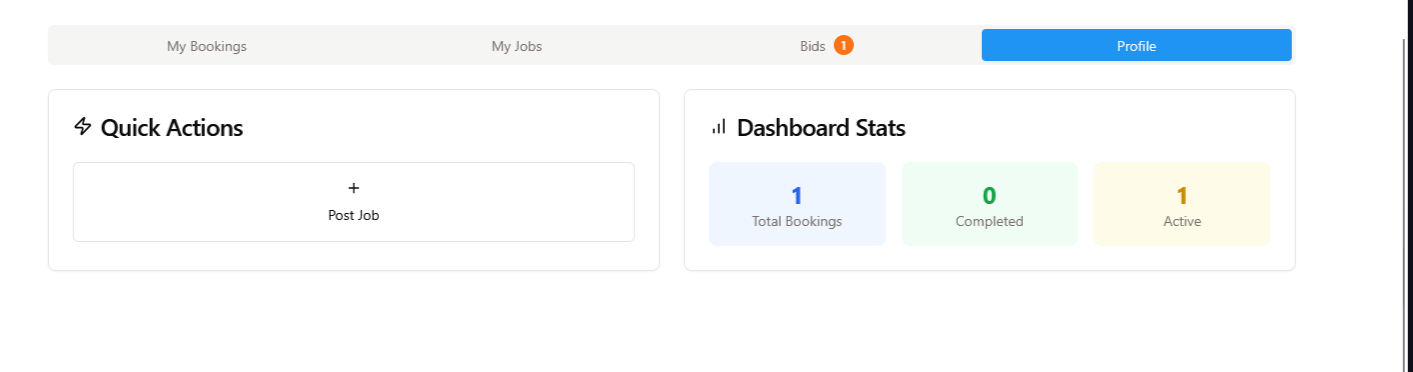 My Bookings
My Jobs
Bids 1
Profile
Quick Actions
+
Post Job
Dashboard Stats
1
Total Bookings
0
Completed
1
Active